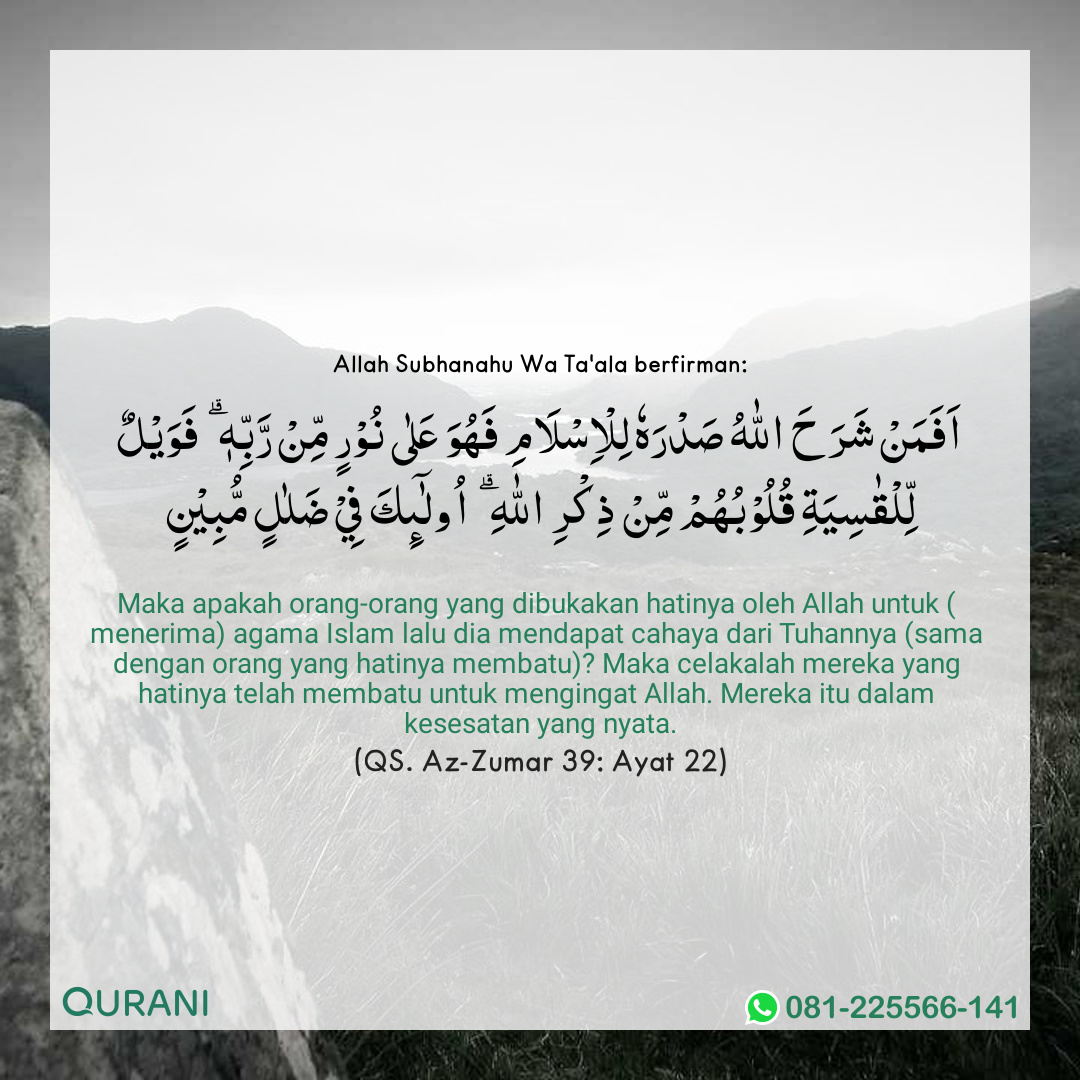 Allah Subhanahu Wa Ta'ala berfirman:
اَفَمَنْ شَرَحَ اللّٰهُ صَدْرَهٗ لِلْاِسْلَامِ فَهُوَ عَلٰى نُوْرٍ مِّنْ رَّبِّهٖ ۗ فَوَيْلٌ
لِّلْقٰسِيَةِ قُلُوْبُهُمْ مِّنْ ذِكْرِ اللّٰهِ ۗ اُولٰٓئِكَ فِيْ ضَلٰلٍ مُّبِيْنٍ
Maka apakah orang-orang yang dibukakan hatinya oleh Allah untuk (
menerima) agama Islam lalu dia mendapat cahaya dari Tuhannya (sama
dengan orang yang hatinya membatu)? Maka celakalah mereka yang
hatinya telah membatu untuk mengingat Allah. Mereka itu dalam
kesesatan yang nyata.
(QS. Az-Zumar 39: Ayat 22)
QURANI
081-225566-141